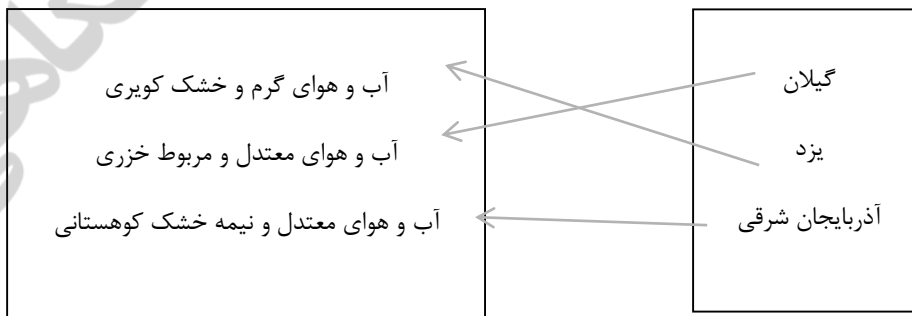 گیلان
یزد
آذربایجان شرقی
آب و هوای گرم و خشک کویری
آب و هوای معتدل و مربوط خزری
آب و هوای معتدل و نیمه خشک کوهستانی